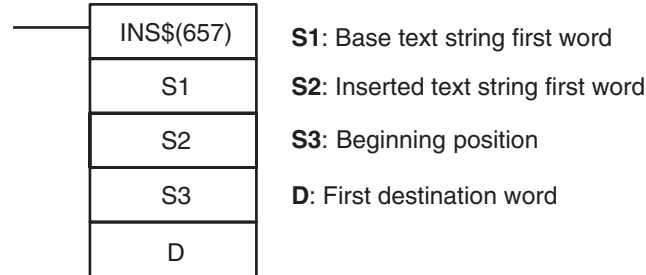 INS$(657)
S1
S2
S3
D
S1: Base text string first word
S2: Inserted text string first word
S3: Beginning position
D: First destination word